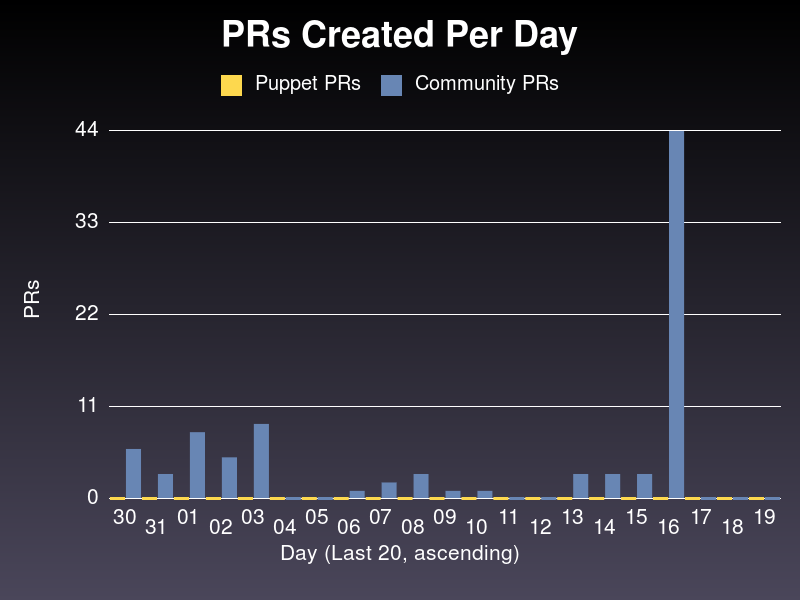 PRs Created Per Day
Puppet PRs Community PRs
44
33
22
11
0
PRs
30 31 01 02 03 04 05 06 07 08 09 10 11 12 13 14 15 16 17 18 19
Day (Last 20, ascending)